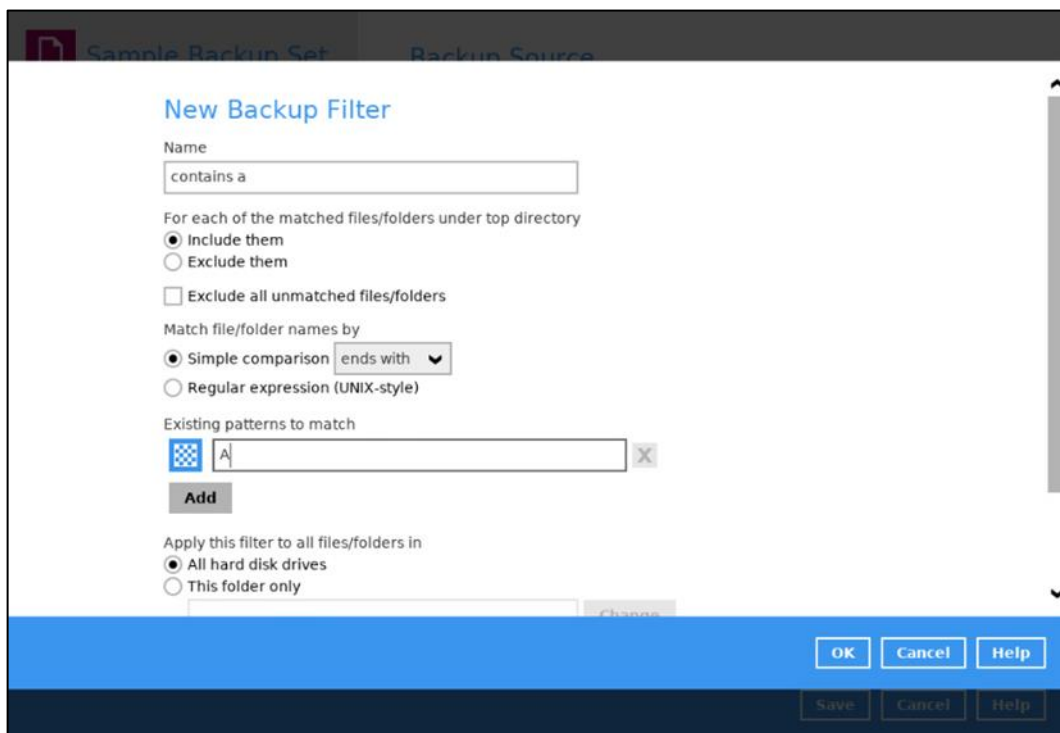 Sample Backup Set
Backup Source
New Backup Filter
Name
contains a
For each of the matched files/folders under top directory
Include them
Exclude them
Exclude all unmatched files/folders
Match file/folder names by
Simple comparison ends with
Regular expression (UNIX-style)
Existing patterns to match
A
X
Add
Apply this filter to all files/folders in
All hard disk drives
This folder only
Change
OK Cancel Help
Save Cancel Help